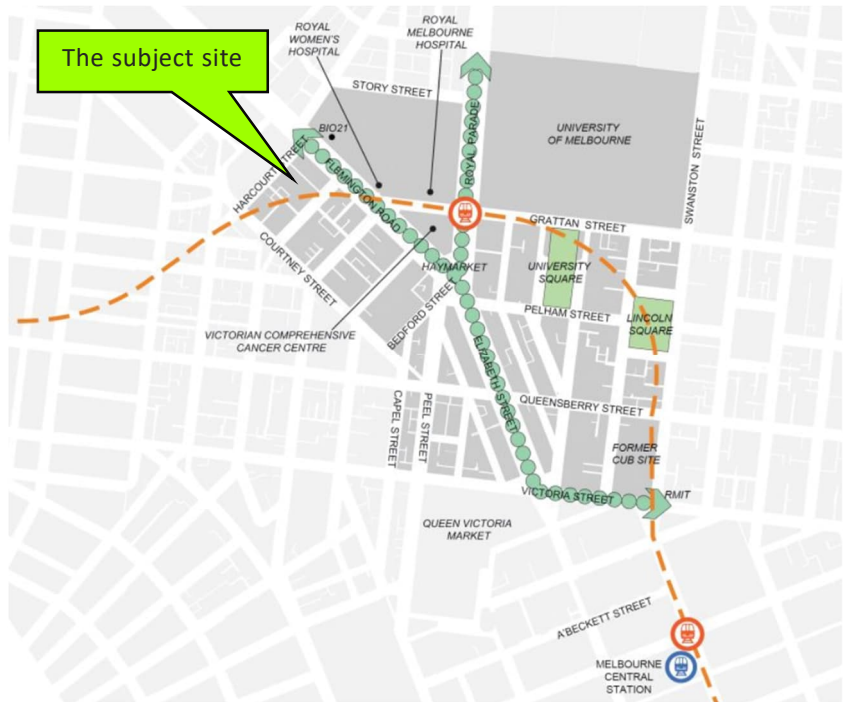 The subject site
ROYAL
WOMEN'S
HOSPITAL
ROYAL
MELBOURNE
HOSPITAL
STORY STREET
BIO21
ROYAL PARADE
UNIVERSITY
OF MELBOURNE
SWANSTON STREET
HARCOURT STREET
FLEMINGTON ROAD
GRATTAN STREET
COURTNEY STREET
HAYMARKET
UNIVERSITY
SQUARE
BEDFORD STREET
PELHAM STREET
LINCOLN
SQUARE
VICTORIAN COMPREHENSIVE
CANCER CENTRE
ELIZABETH STREET
CAPEL STREET
PEEL STREET
QUEENSBERRY STREET
FORMER
CUB SITE
VICTORIA STREET
RMIT
QUEEN VICTORIA
MARKET
A'BECKETT STREET
MELBOURNE
CENTRAL
STATION